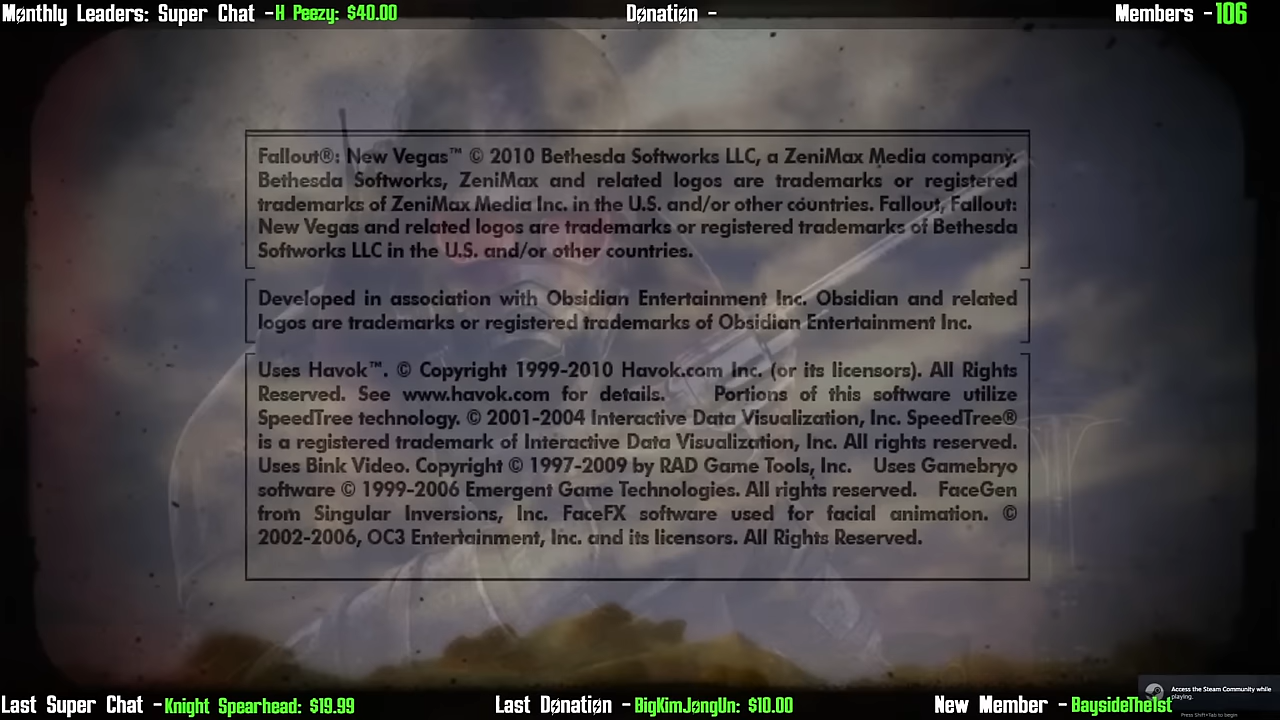 Monthly Leaders: Super Chat -H Peezy: $40.00 Donation - Members -106
Fallout®: New Vegas™ © 2010 Bethesda Softworks LLC, a ZeniMax Media company.
Bethesda Softworks, ZeniMax and related logos are trademarks or registered
trademarks of ZeniMax Media Inc. in the U.S. and/or other countries. Fallout, Fallout:
New Vegas and related logos are trademarks or registered trademarks of Bethesda
Softworks LLC in the U.S. and/or other countries.
Developed in association with Obsidian Entertainment Inc. Obsidian and related
logos are trademarks or registered trademarks of Obsidian Entertainment Inc.
Uses Havok™. © Copyright 1999-2010 Havok.com Inc. (or its licensors). All Rights
Reserved. See www.havok.com for details. Portions of this software utilize
SpeedTree technology. © 2001-2004 Interactive Data Visualization, Inc. SpeedTree®
is a registered trademark of Interactive Data Visualization, Inc. All rights reserved.
Uses Bink Video. Copyright © 1997-2009 by RAD Game Tools, Inc. Uses Gamebryo
software © 1999-2006 Emergent Game Technologies. All rights reserved. FaceGen
from Singular Inversions, Inc. FaceFX software used for facial animation. ©
2002-2006, OC3 Entertainment, Inc. and its licensors. All Rights Reserved.
Access the Steam Community while
playing.
Press Shift+Tab to begin
Last Super Chat -Knight Spearhead: $19.99 Last Donation -BigKimJongUn: $10.00 New Member -BaysideThe1st